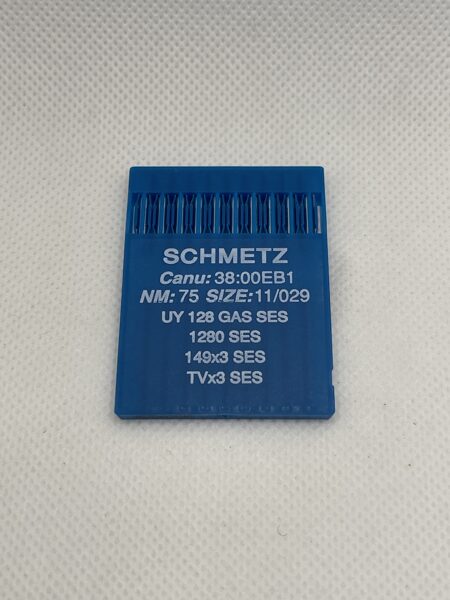 SCHMETZ
Canu: 38:00EB1
NM: 75 SIZE:11/029
UY 128 GAS SES
1280 SES
149x3 SES
TVx3 SES